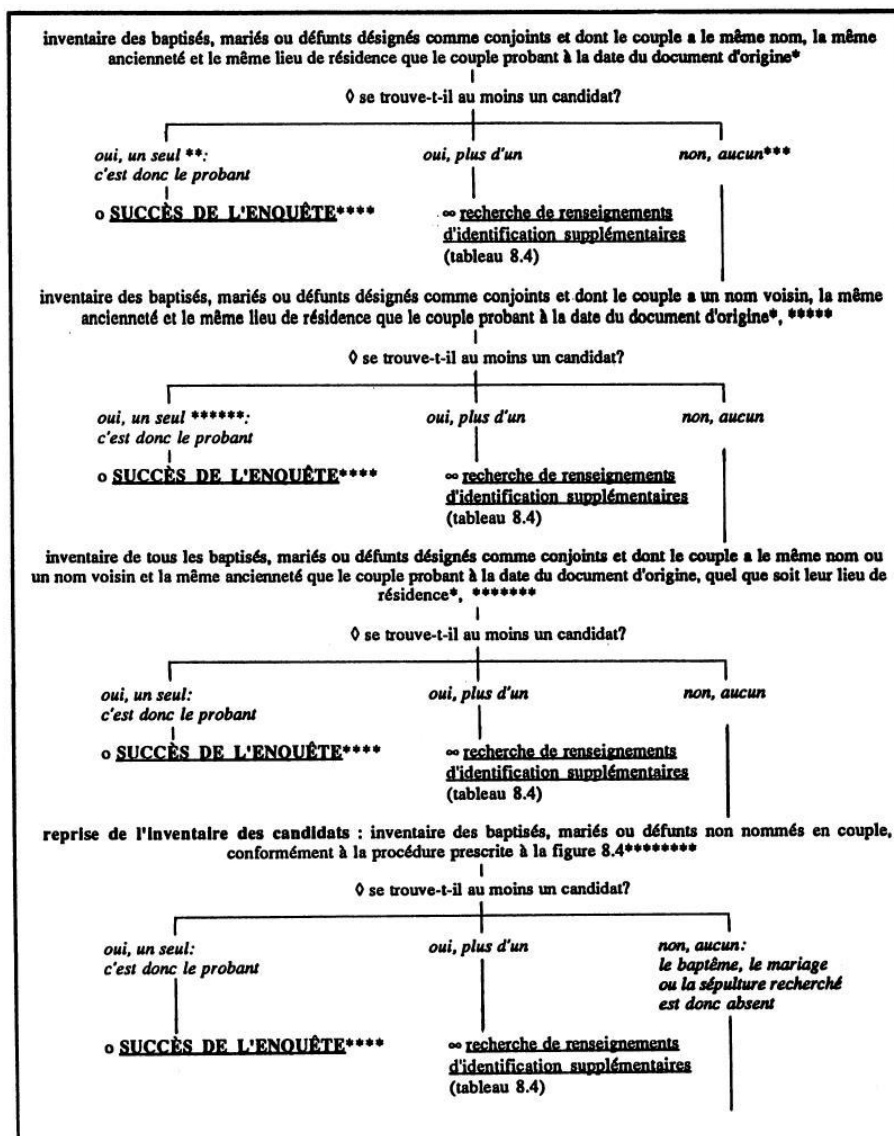 inventaire des baptisés, mariés ou défunts désignés comme conjoints et dont le couple a le même nom, la même
ancienneté et le même lieu de résidence que le couple probant à la date du document d'origine*
◊ se trouve-t-il au moins un candidat?
oui, un seul **:
c'est donc le probant
oui, plus d'un
non, aucun***
o SUCCÈS DE L'ENQUÊTE****
∞ recherche de renseignements
d'identification supplémentaires
(tableau 8.4)
inventaire des baptisés, mariés ou défunts désignés comme conjoints et dont le couple a un nom voisin, la même
ancienneté et le même lieu de résidence que le couple probant à la date du document d'origine*, *****
◊ se trouve-t-il au moins un candidat?
oui, un seul ******:
c'est donc le probant
oui, plus d'un
non, aucun
o SUCCÈS DE L'ENQUÊTE****
∞ recherche de renseignements
d'identification supplémentaires
(tableau 8.4)
inventaire de tous les baptisés, mariés ou défunts désignés comme conjoints et dont le couple a le même nom ou
un nom voisin et la même ancienneté que le couple probant à la date du document d'origine, quel que soit leur lieu de
résidence*, *******
◊ se trouve-t-il au moins un candidat?
oui, un seul:
c'est donc le probant
oui, plus d'un
non, aucun
o SUCCÈS DE L'ENQUÊTE****
∞ recherche de renseignements
d'identification supplémentaires
(tableau 8.4)
reprise de l'inventaire des candidats : inventaire des baptisés, mariés ou défunts non nommés en couple,
conformément à la procédure prescrite à la figure 8.4********
◊ se trouve-t-il au moins un candidat?
oui, un seul:
c'est donc le probant
oui, plus d'un
non, aucun:
le baptême, le mariage
ou la sépulture recherché
est donc absent
o SUCCÈS DE L'ENQUÊTE****
∞ recherche de renseignements
d'identification supplémentaires
(tableau 8.4)